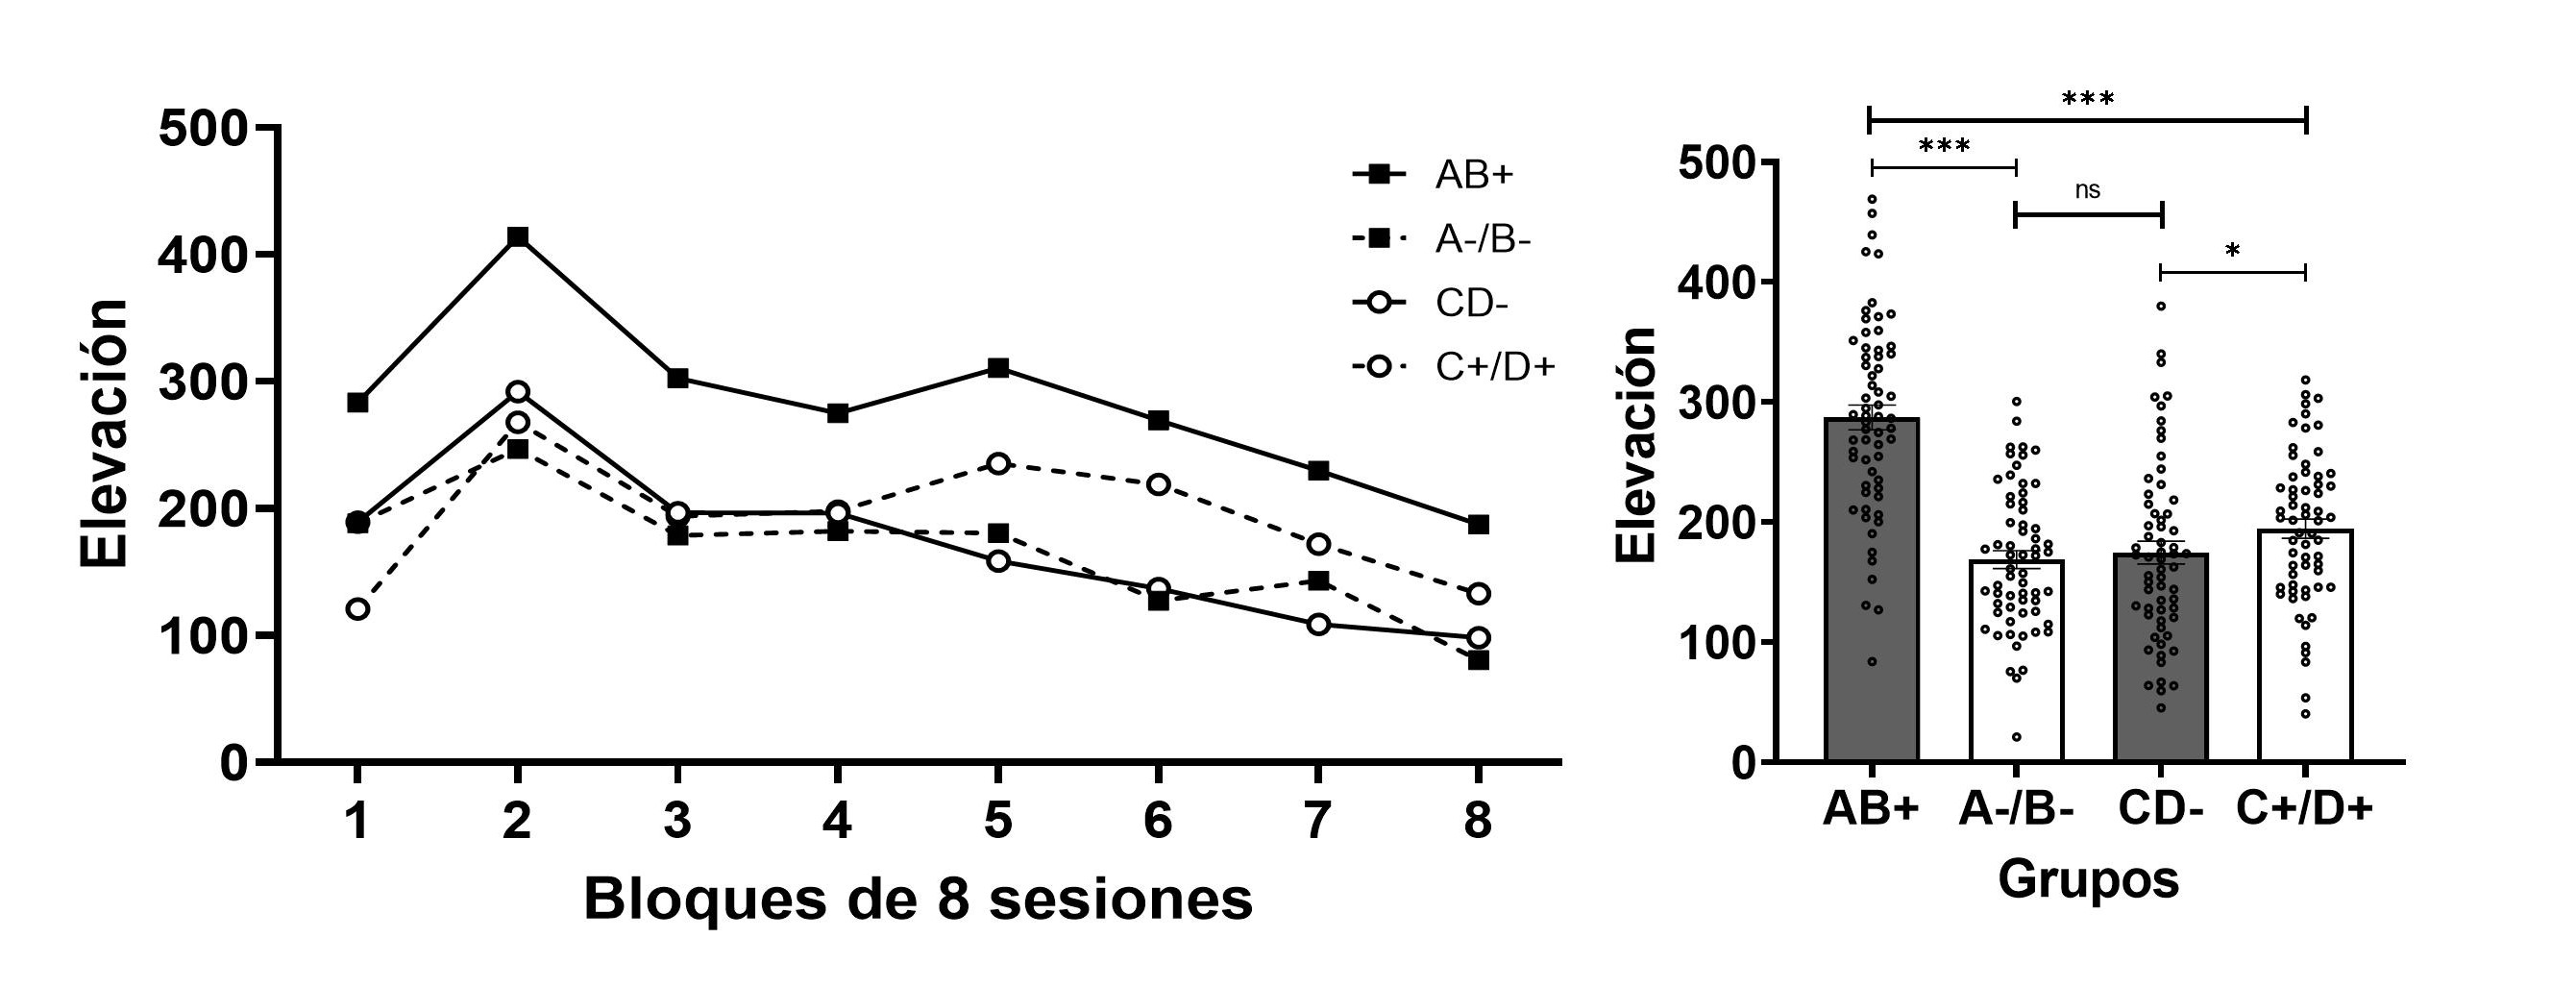 500
400
300
200
100
0
Elevación
1 2 3 4 5 6 7 8
Bloques de 8 sesiones
AB+
A-/B-
CD-
C+/D+
***
***
ns
*
500
400
300
200
100
0
Elevación
AB+ A-/B- CD- C+/D+
Grupos